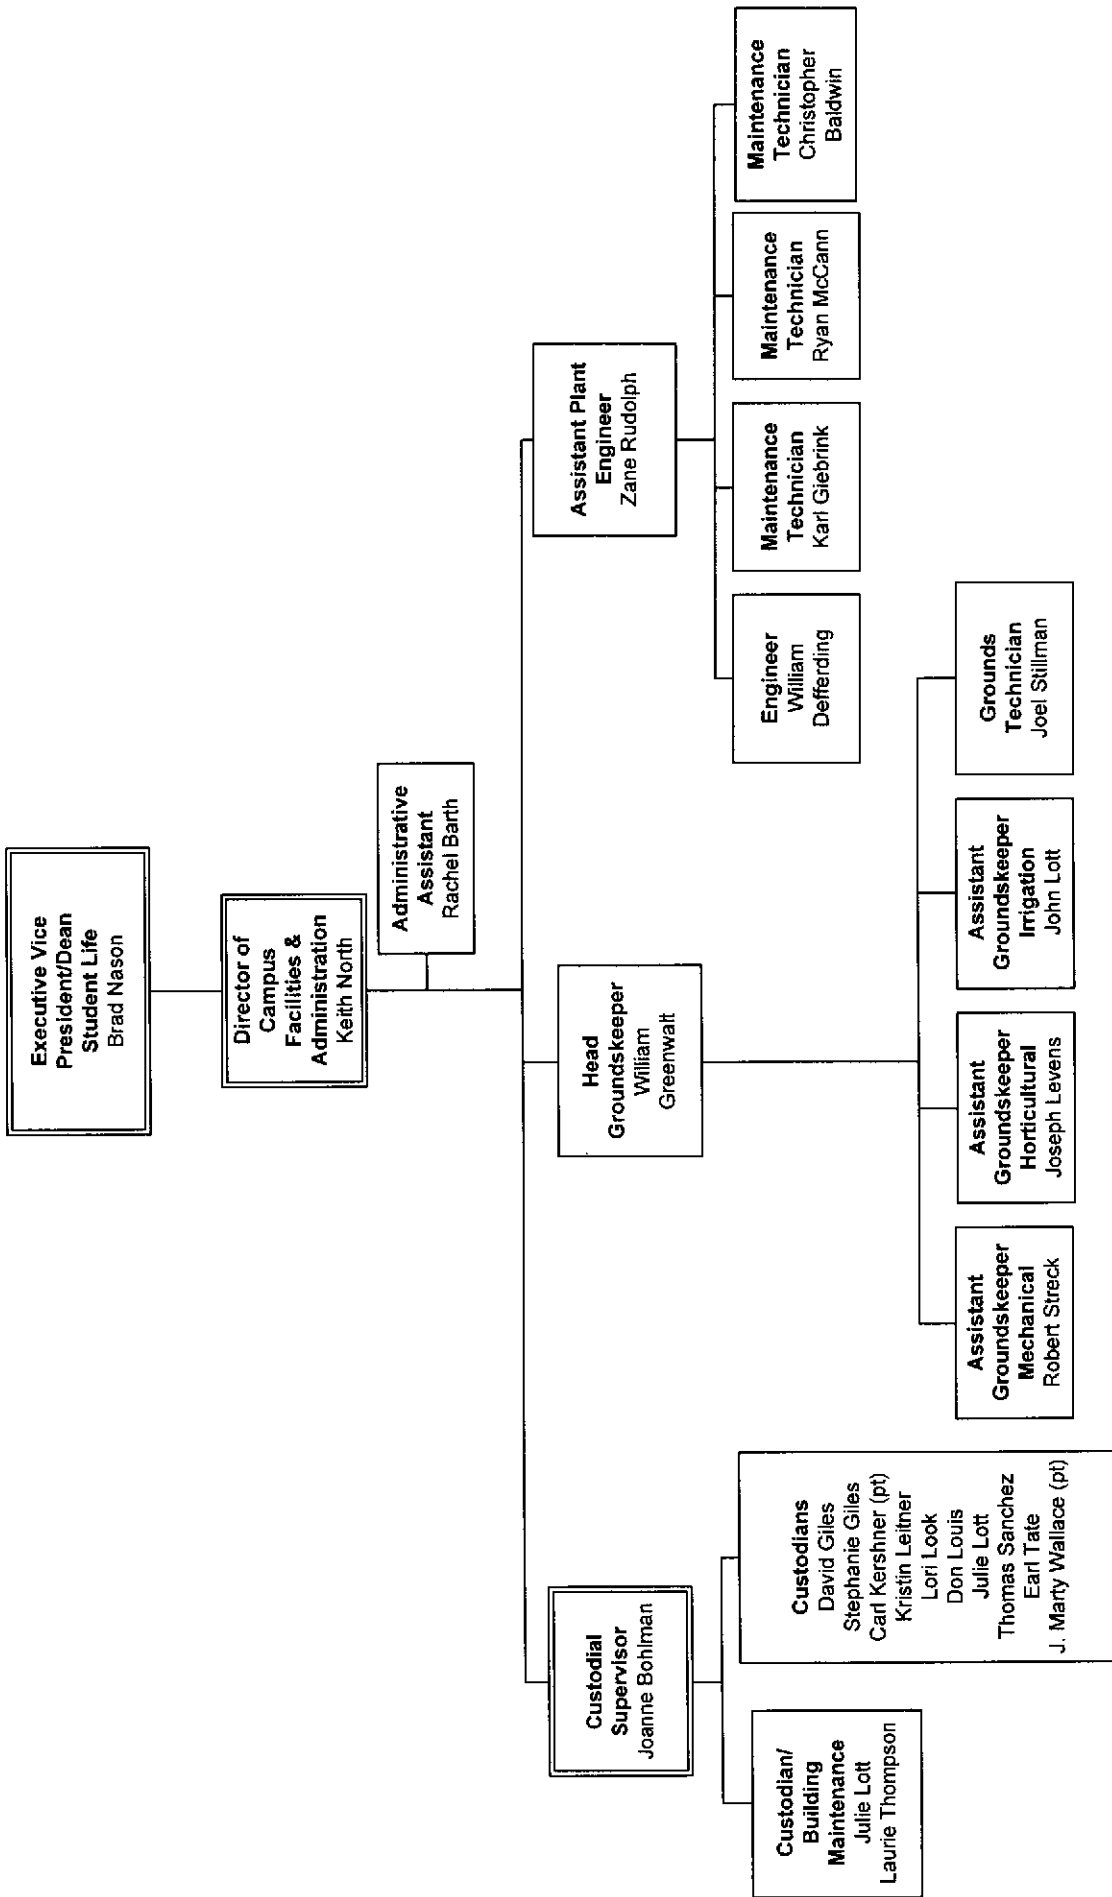 Executive Vice
President/Dean
Student Life
Brad Nason
Director of
Campus
Facilities &
Administration
Keith North
Administrative
Assistant
Rachel Barth
Custodial
Supervisor
Joanne Bohlman
Head
Groundskeeper
William
Greenwalt
Assistant Plant
Engineer
Zane Rudolph
Custodian/
Building
Maintenance
Julie Lott
Laurie Thompson
Custodians
David Giles
Stephanie Giles
Carl Kershner (pt)
Kristin Leitner
Lori Look
Don Louis
Julie Lott
Thomas Sanchez
Earl Tate
J. Marty Wallace (pt)
Engineer
William
Defferding
Maintenance
Technician
Karl Giebrink
Maintenance
Technician
Ryan McCann
Maintenance
Technician
Christopher
Baldwin
Assistant
Groundskeeper
Mechanical
Robert Streck
Assistant
Groundskeeper
Horticultural
Joseph Levens
Assistant
Groundskeeper
Irrigation
John Lott
Grounds
Technician
Joel Stillman